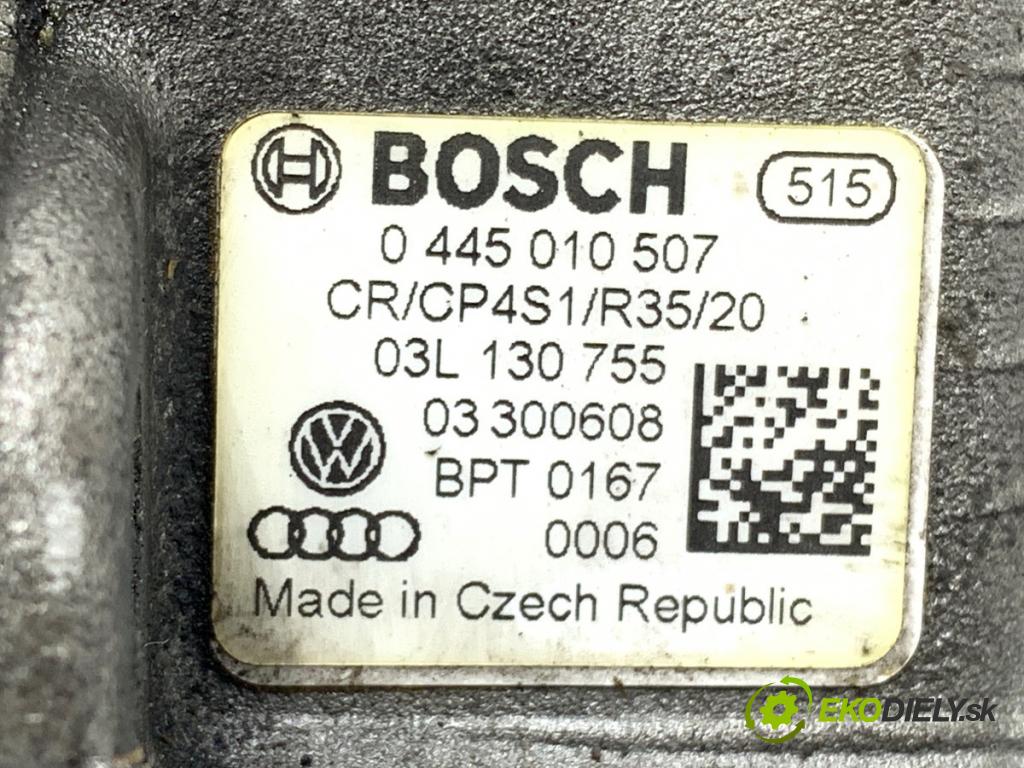 BOSCH 515
0 445 010 507
CR/CP4S1/R35/20
03L 130 755
03 300608
BPT 0167
0006
Made in Czech Republic
EKODIELY.sk